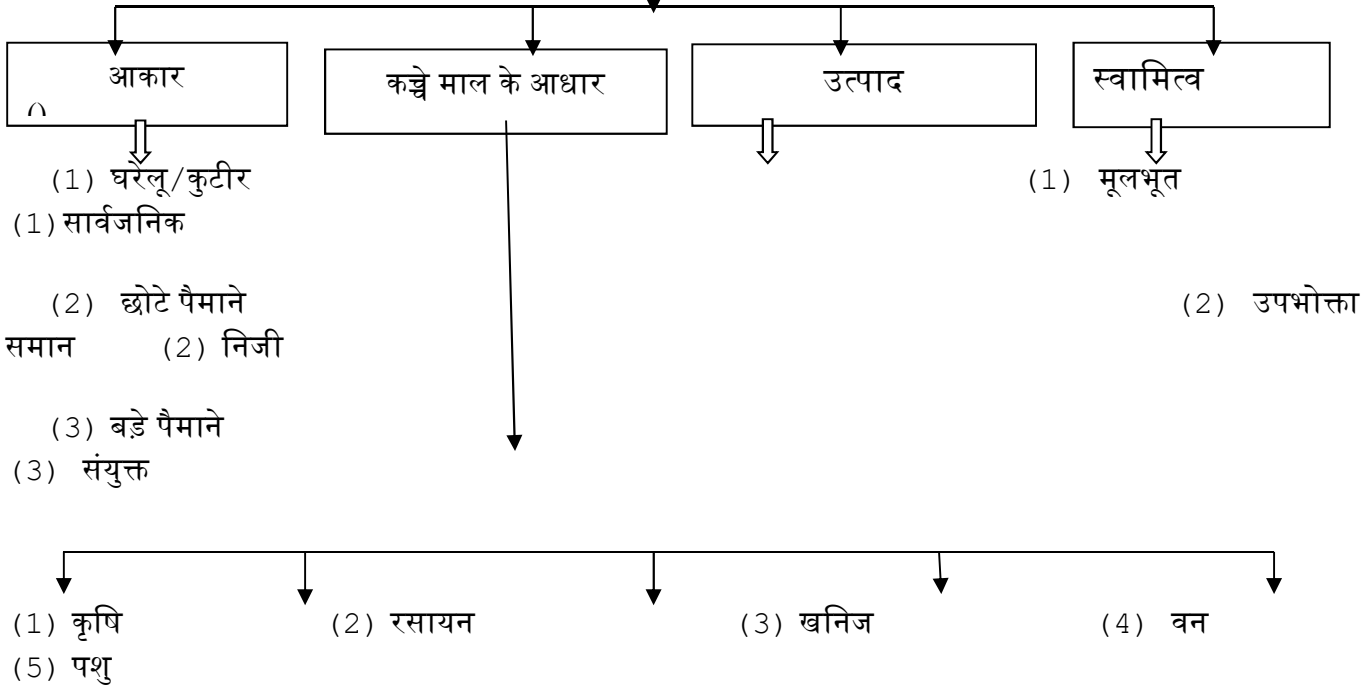 आकार
()
कच्चे माल के आधार
उत्पाद
स्वामित्व
(1) घरेलू/कुटीर (1) मूलभूत
(1)सार्वजनिक
(2) छोटे पैमाने (2) उपभोक्ता
समान (2) निजी
(3) बड़े पैमाने
(3) संयुक्त
(1) कृषि (2) रसायन (3) खनिज (4) वन
(5) पशु